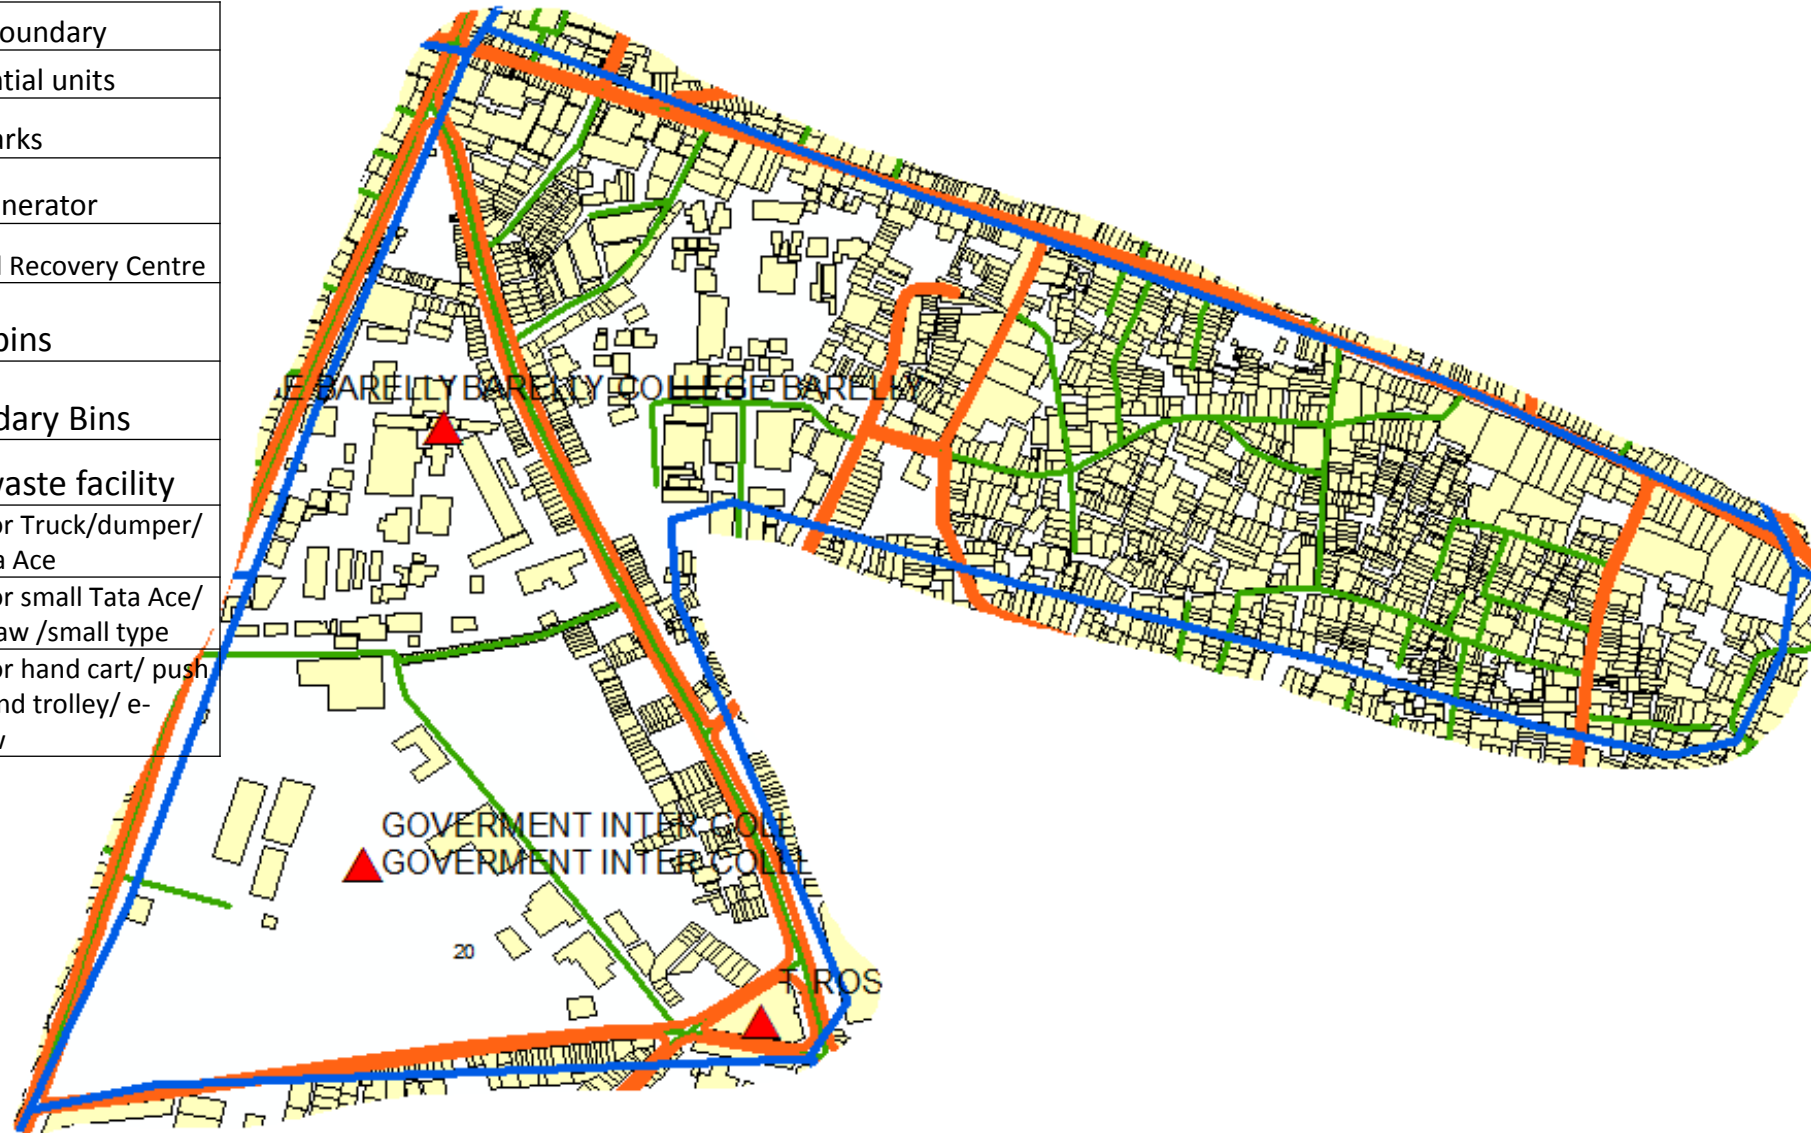 oundary
tial units
arks
nerator
l Recovery Centre
bins
dary Bins
vaste facility
or Truck/dumper/
a Ace
or small Tata Ace/
aw /small type
or hand cart/ push
nd trolley/ e-
E BARELLY BARELLY COLLEGE BARELLY
GOVERMENT INTER COLL
GOVERMENT INTER COLLE
20
T. ROS